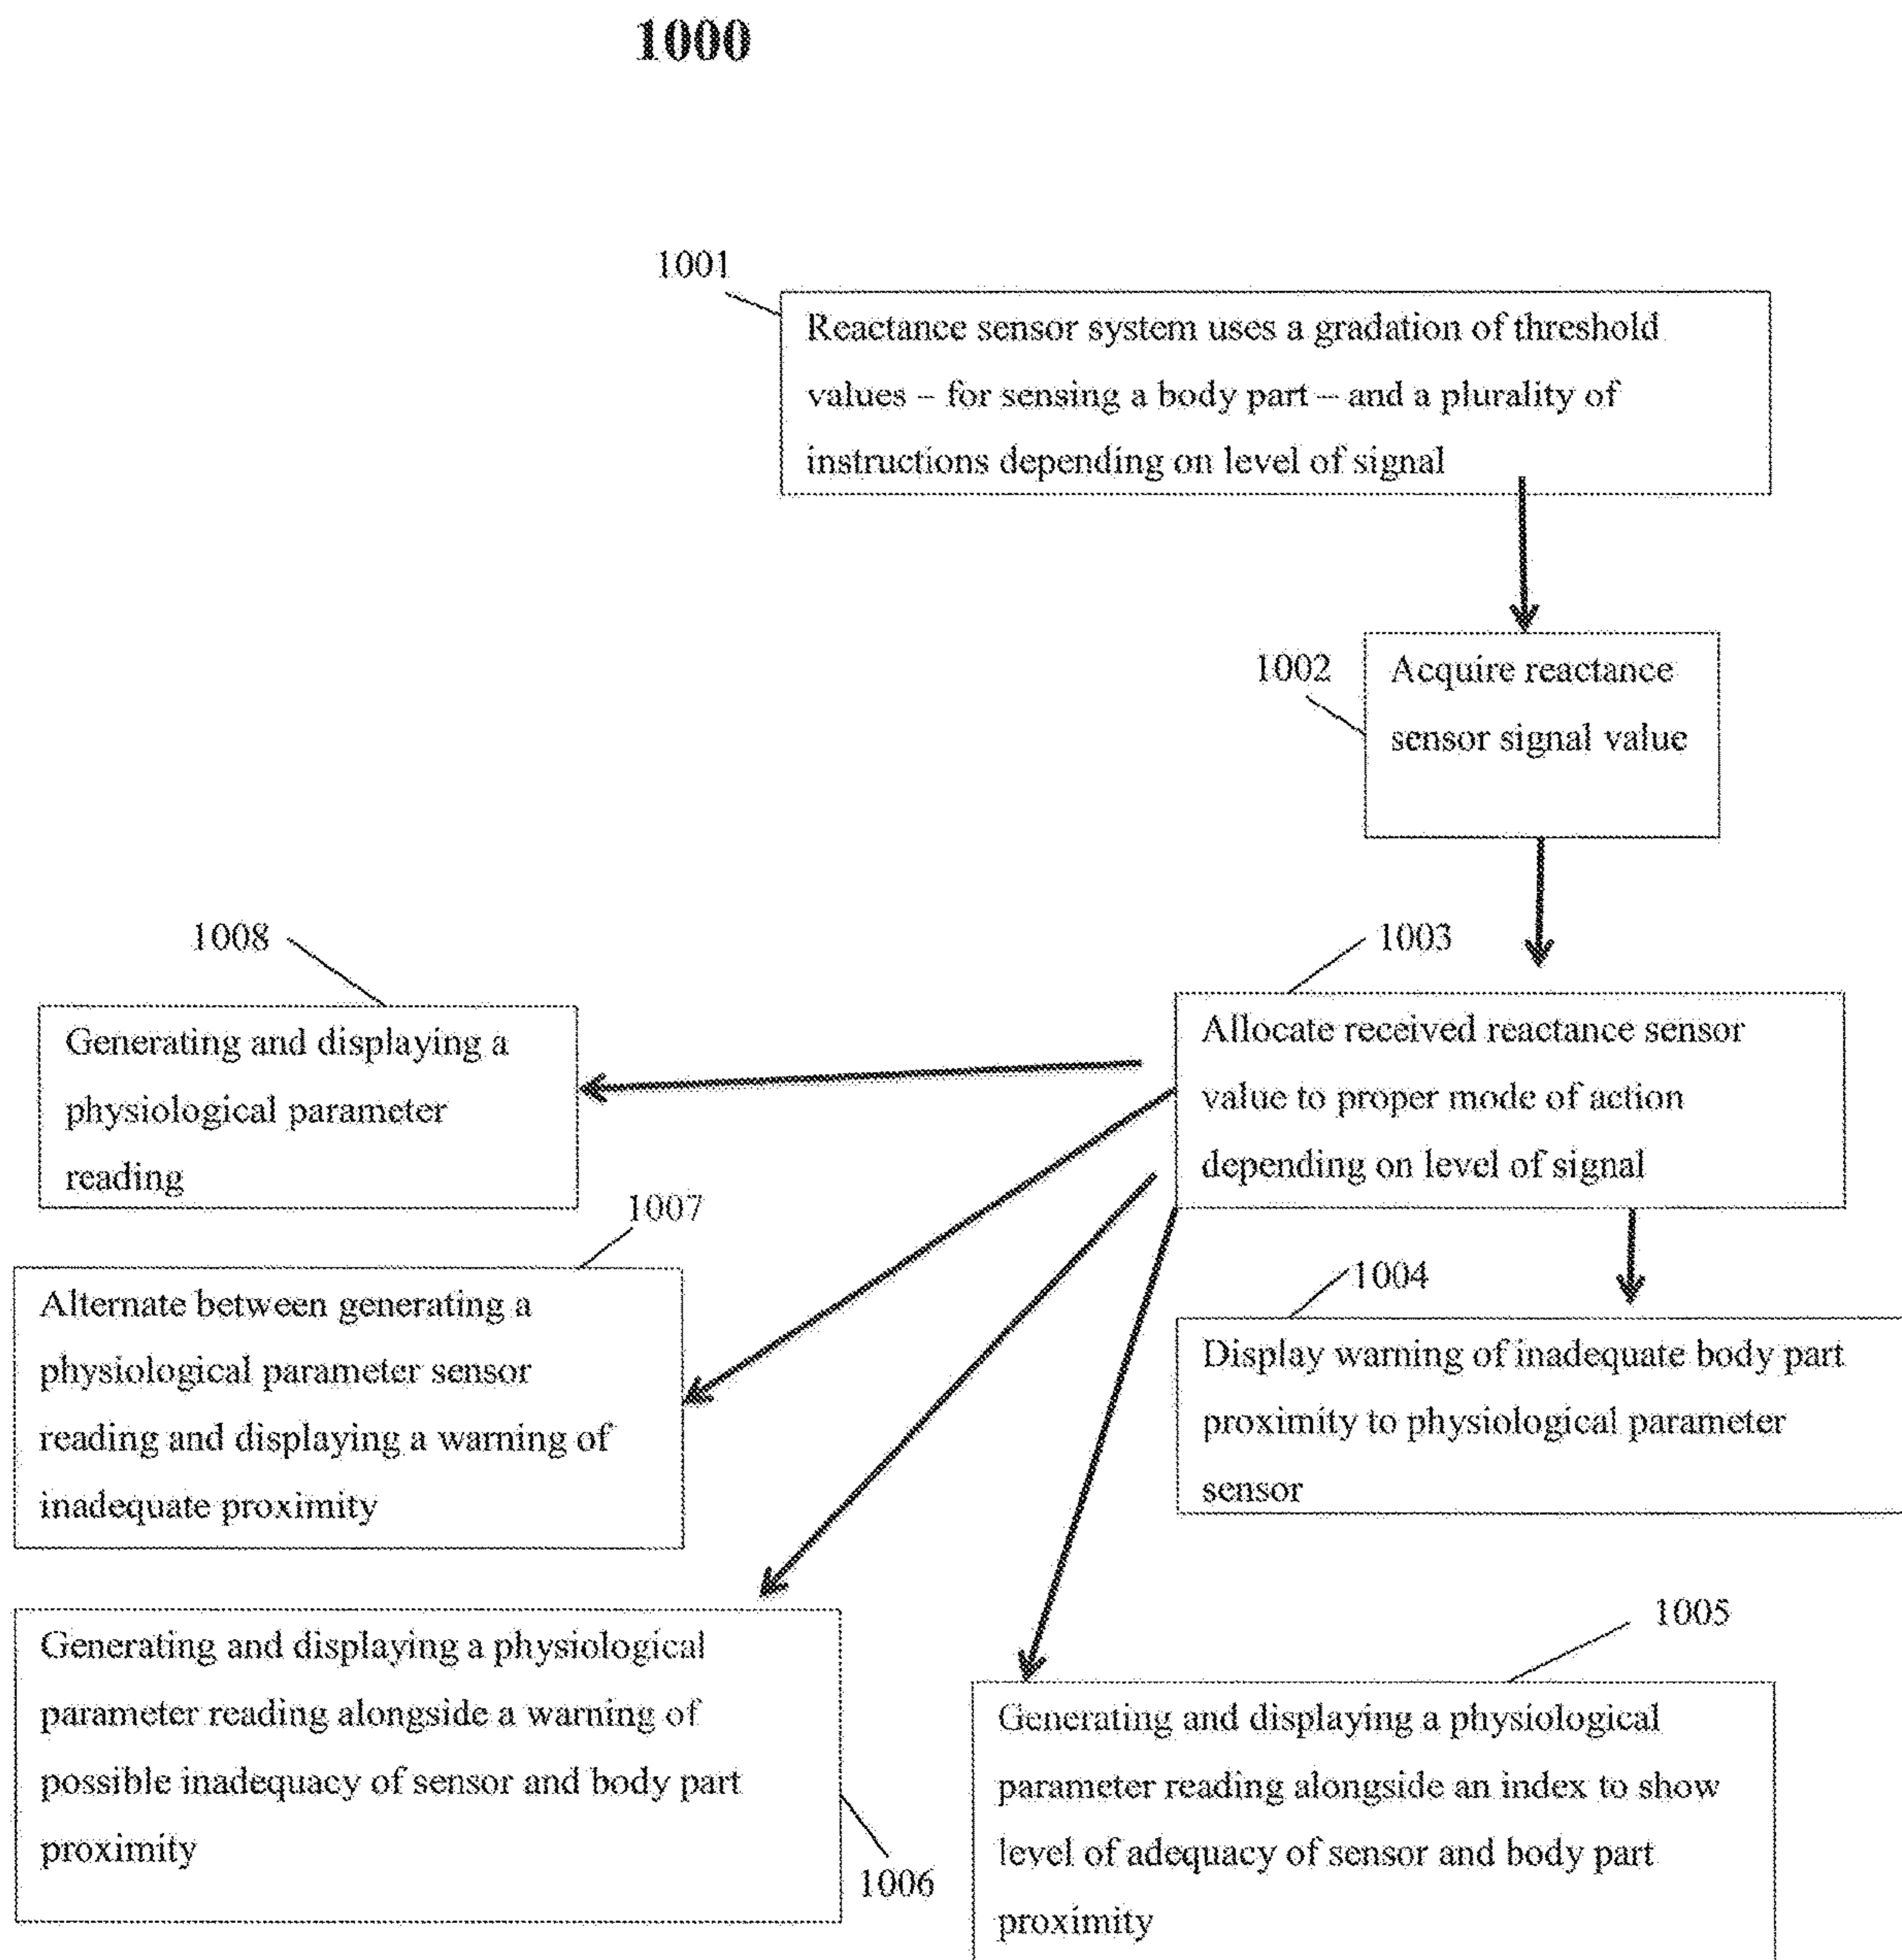 1000
1001
Reactance sensor system uses a gradation of threshold
values – for sensing a body part – and a plurality of
instructions depending on level of signal
1002
Acquire reactance
sensor signal value
1003
Allocate received reactance sensor
value to proper mode of action
depending on level of signal
1008
Generating and displaying a
physiological parameter
reading
1007
Alternate between generating a
physiological parameter sensor
reading and displaying a warning of
inadequate proximity
1004
Display warning of inadequate body part
proximity to physiological parameter
sensor
1006
Generating and displaying a physiological
parameter reading alongside a warning of
possible inadequacy of sensor and body part
proximity
1005
Generating and displaying a physiological
parameter reading alongside an index to show
level of adequacy of sensor and body part
proximity